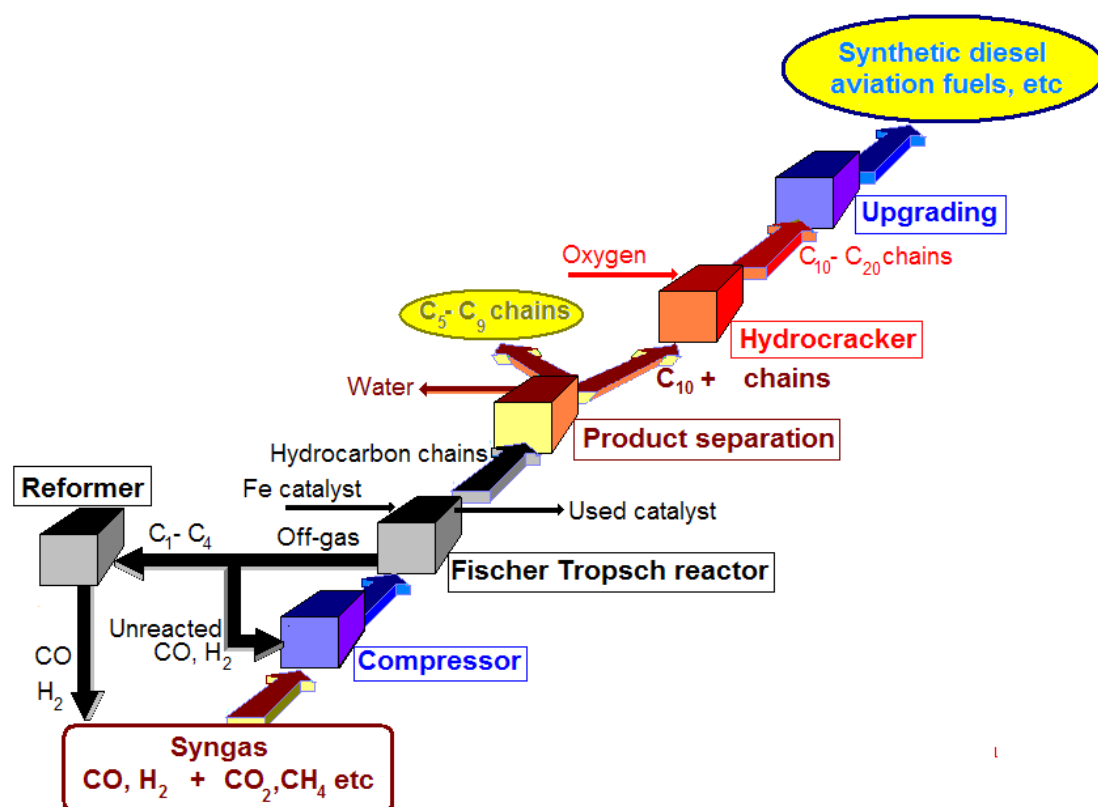 Synthetic diesel
aviation fuels, etc
Upgrading
Oxygen
C10- C20 chains
C5- C9 chains
Hydrocracker
Water
C10 + chains
Product separation
Hydrocarbon chains
Reformer
Fe catalyst
Used catalyst
C1- C4
Off-gas
Fischer Tropsch reactor
Unreacted
CO, H2
CO
H2
Compressor
Syngas
CO, H2 + CO2,CH4 etc